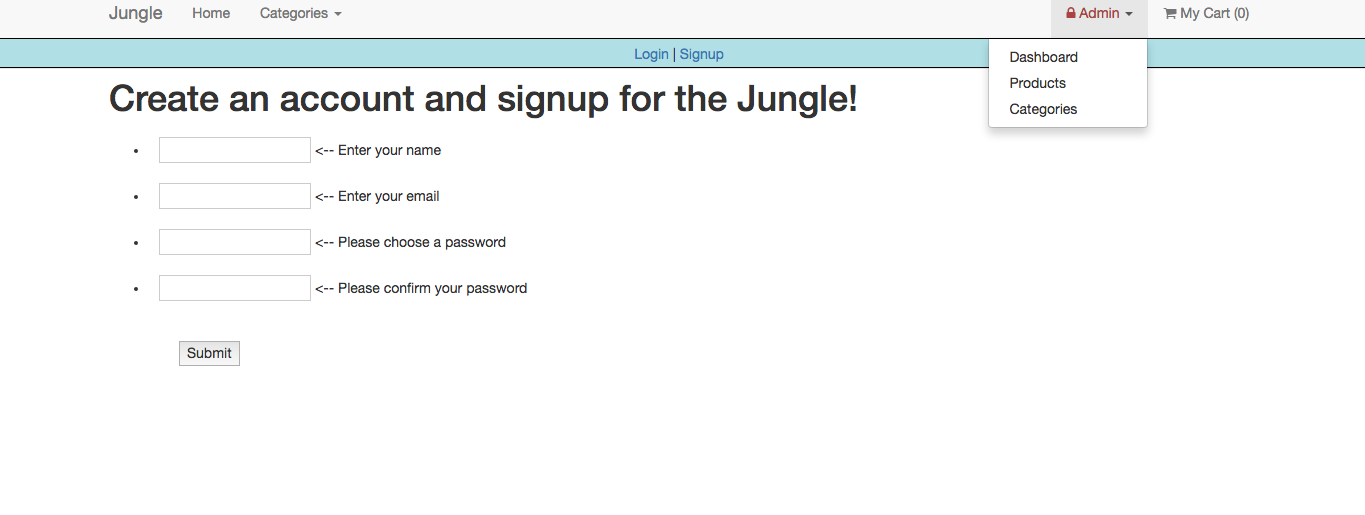 Jungle Home Categories Admin My Cart (0)
Login | Signup
Dashboard
Products
Categories
Create an account and signup for the Jungle!
<-- Enter your name
<-- Enter your email
<-- Please choose a password
<-- Please confirm your password
Submit